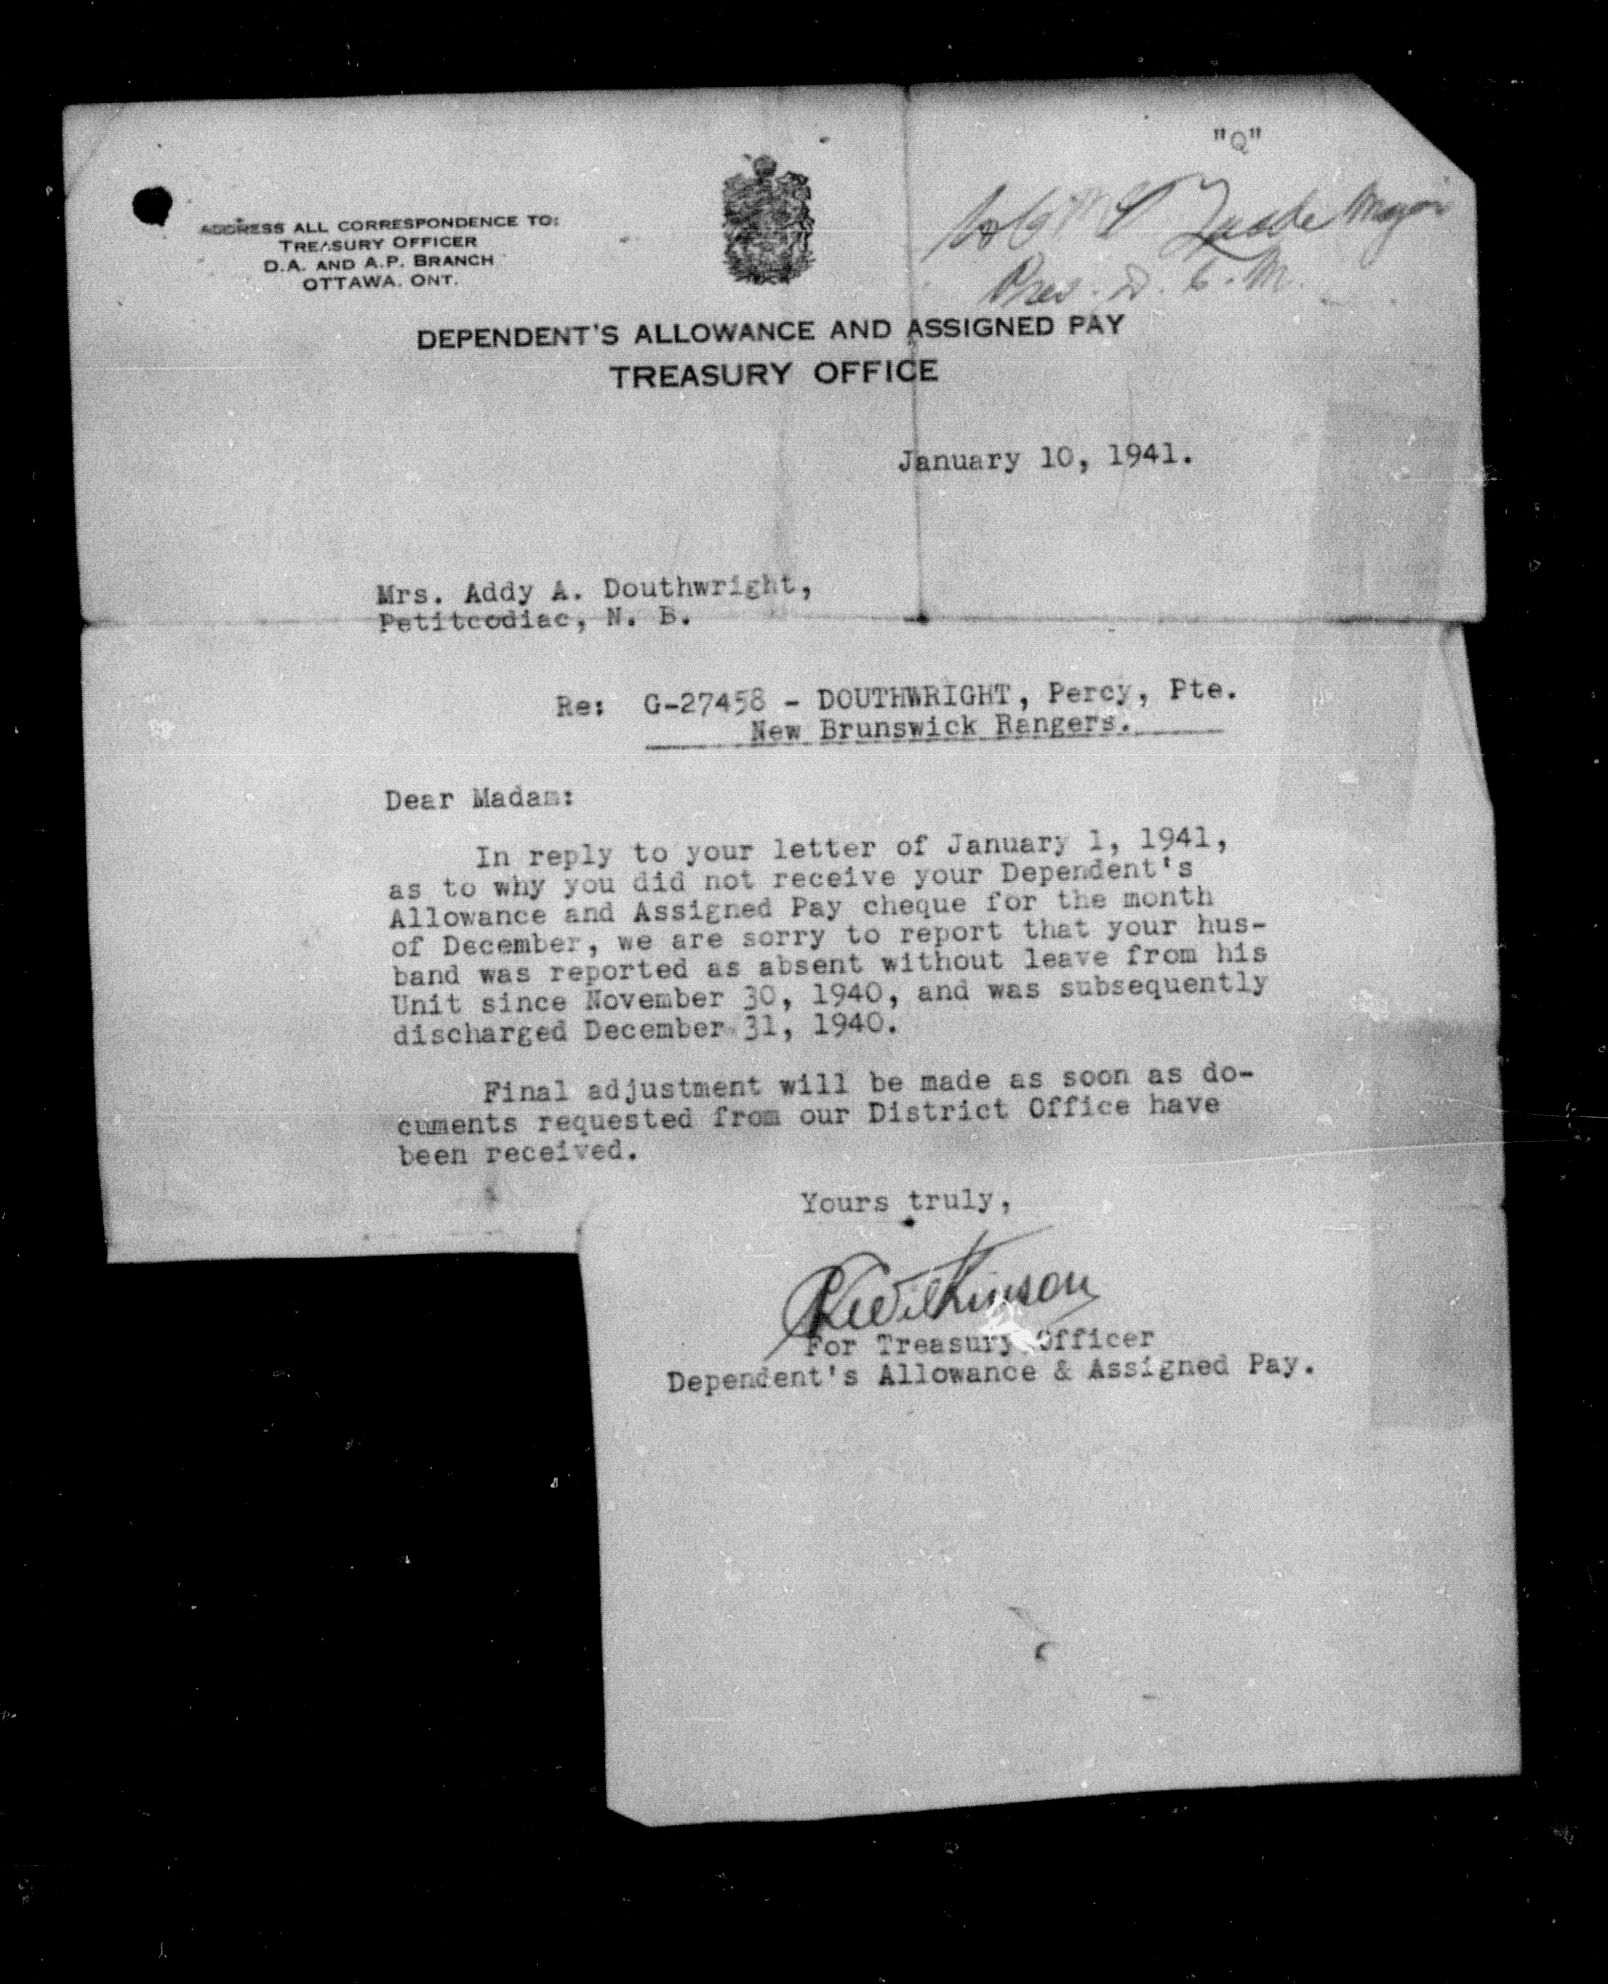 "Q"
Major
Pres. D. C. M.
ADDRESS ALL CORRESPONDENCE TO:
TREASURY OFFICER
D.A. AND A.P. BRANCH
OTTAWA. ONT.
DEPENDENT'S ALLOWANCE AND ASSIGNED PAY
TREASURY OFFICE
January 10, 1941.
Mrs. Addy A. Douthwright,
Petitcodiac, N. B.
Re: G-27458 - DOUTHWRIGHT, Percy, Pte.
New Brunswick Rangers.
Dear Madam:
In reply to your letter of January 1, 1941,
as to why you did not receive your Dependent's
Allowance and Assigned Pay cheque for the month
of December, we are sorry to report that your hus-
band was reported as absent without leave from his
Unit since November 30, 1940, and was subsequently
discharged December 31, 1940.
Final adjustment will be made as soon as do-
cuments requested from our District Office have
been received.
Yours truly,
Wilkinson
For Treasury Officer
Dependent's Allowance & Assigned Pay.